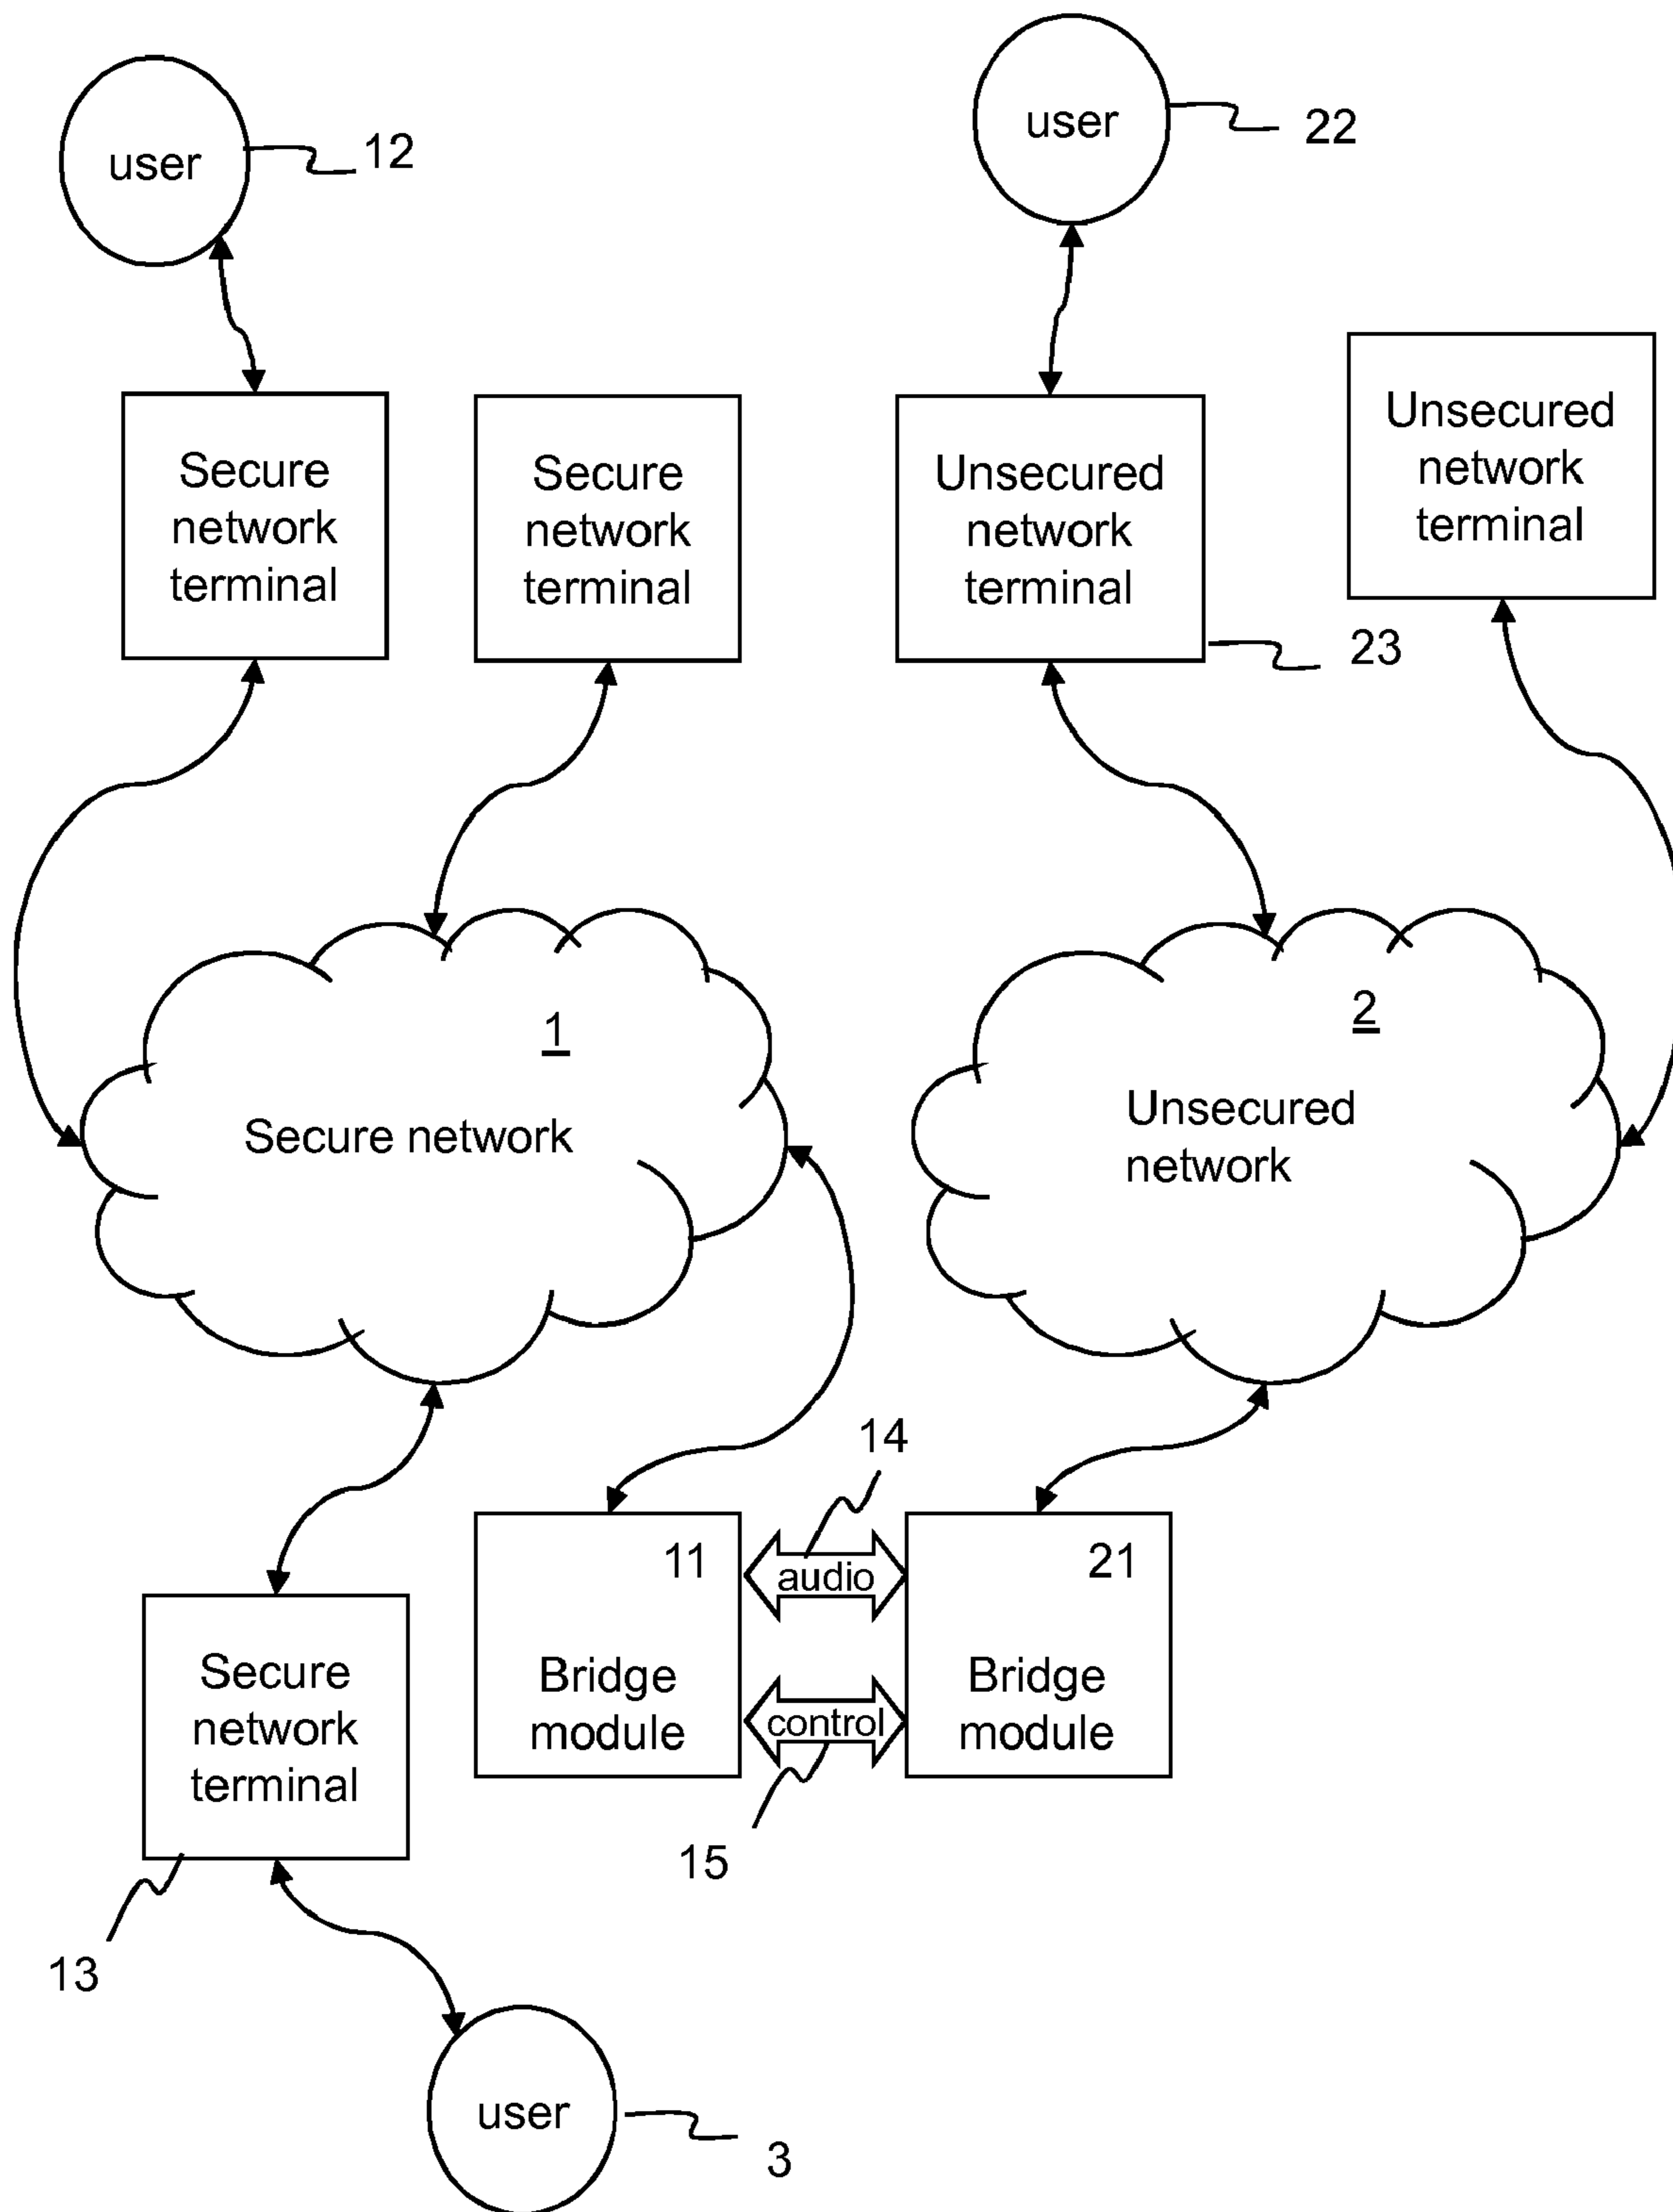 user
12
user
22
Secure
network
terminal
Secure
network
terminal
Unsecured
network
terminal
23
Unsecured
network
terminal
1
Secure network
2
Unsecured
network
14
11
Bridge
module
audio
control
21
Bridge
module
15
Secure
network
terminal
13
user
3